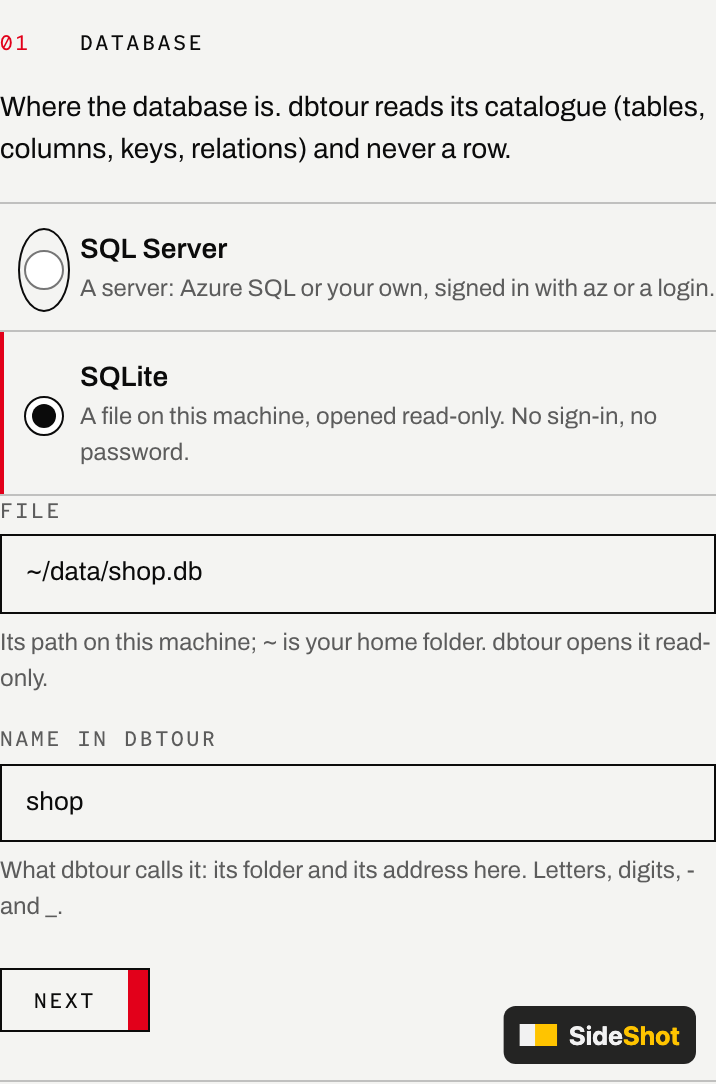 01 DATABASE
Where the database is. dbtour reads its catalogue (tables,
columns, keys, relations) and never a row.
SQL Server
A server: Azure SQL or your own, signed in with az or a login.
SQLite
A file on this machine, opened read-only. No sign-in, no
password.
FILE
~/data/shop.db
Its path on this machine; ~ is your home folder. dbtour opens it read-
only.
NAME IN DBTOUR
shop
What dbtour calls it: its folder and its address here. Letters, digits, -
and _.
NEXT
SideShot